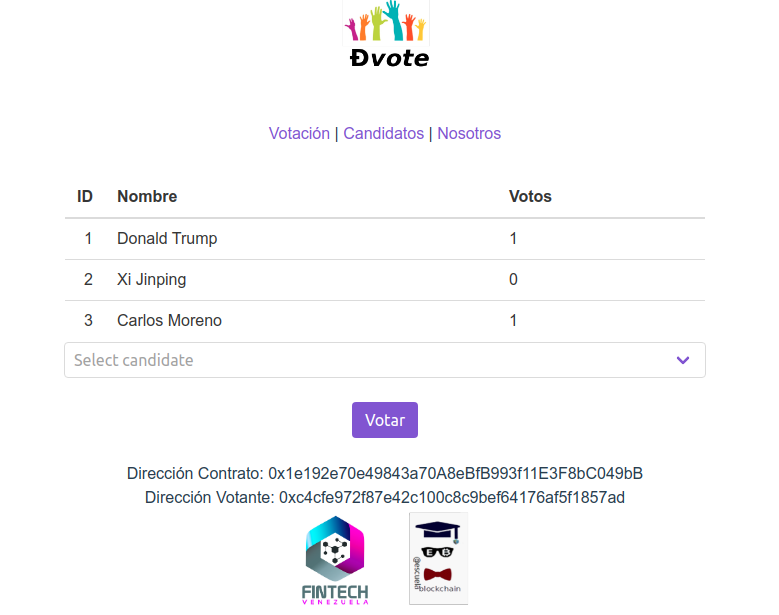 Đvote
Votación | Candidatos | Nosotros
ID Nombre Votos
1 Donald Trump 1
2 Xi Jinping 0
3 Carlos Moreno 1
Select candidate
Votar
Dirección Contrato: 0x1e192e70e49843a70A8eBfB993f11E3F8bC049bB
Dirección Votante: 0xc4cfe972f87e42c100c8c9bef64176af5f1857ad
FINTECH
VENEZUELA
E B
@escuela
blockchain